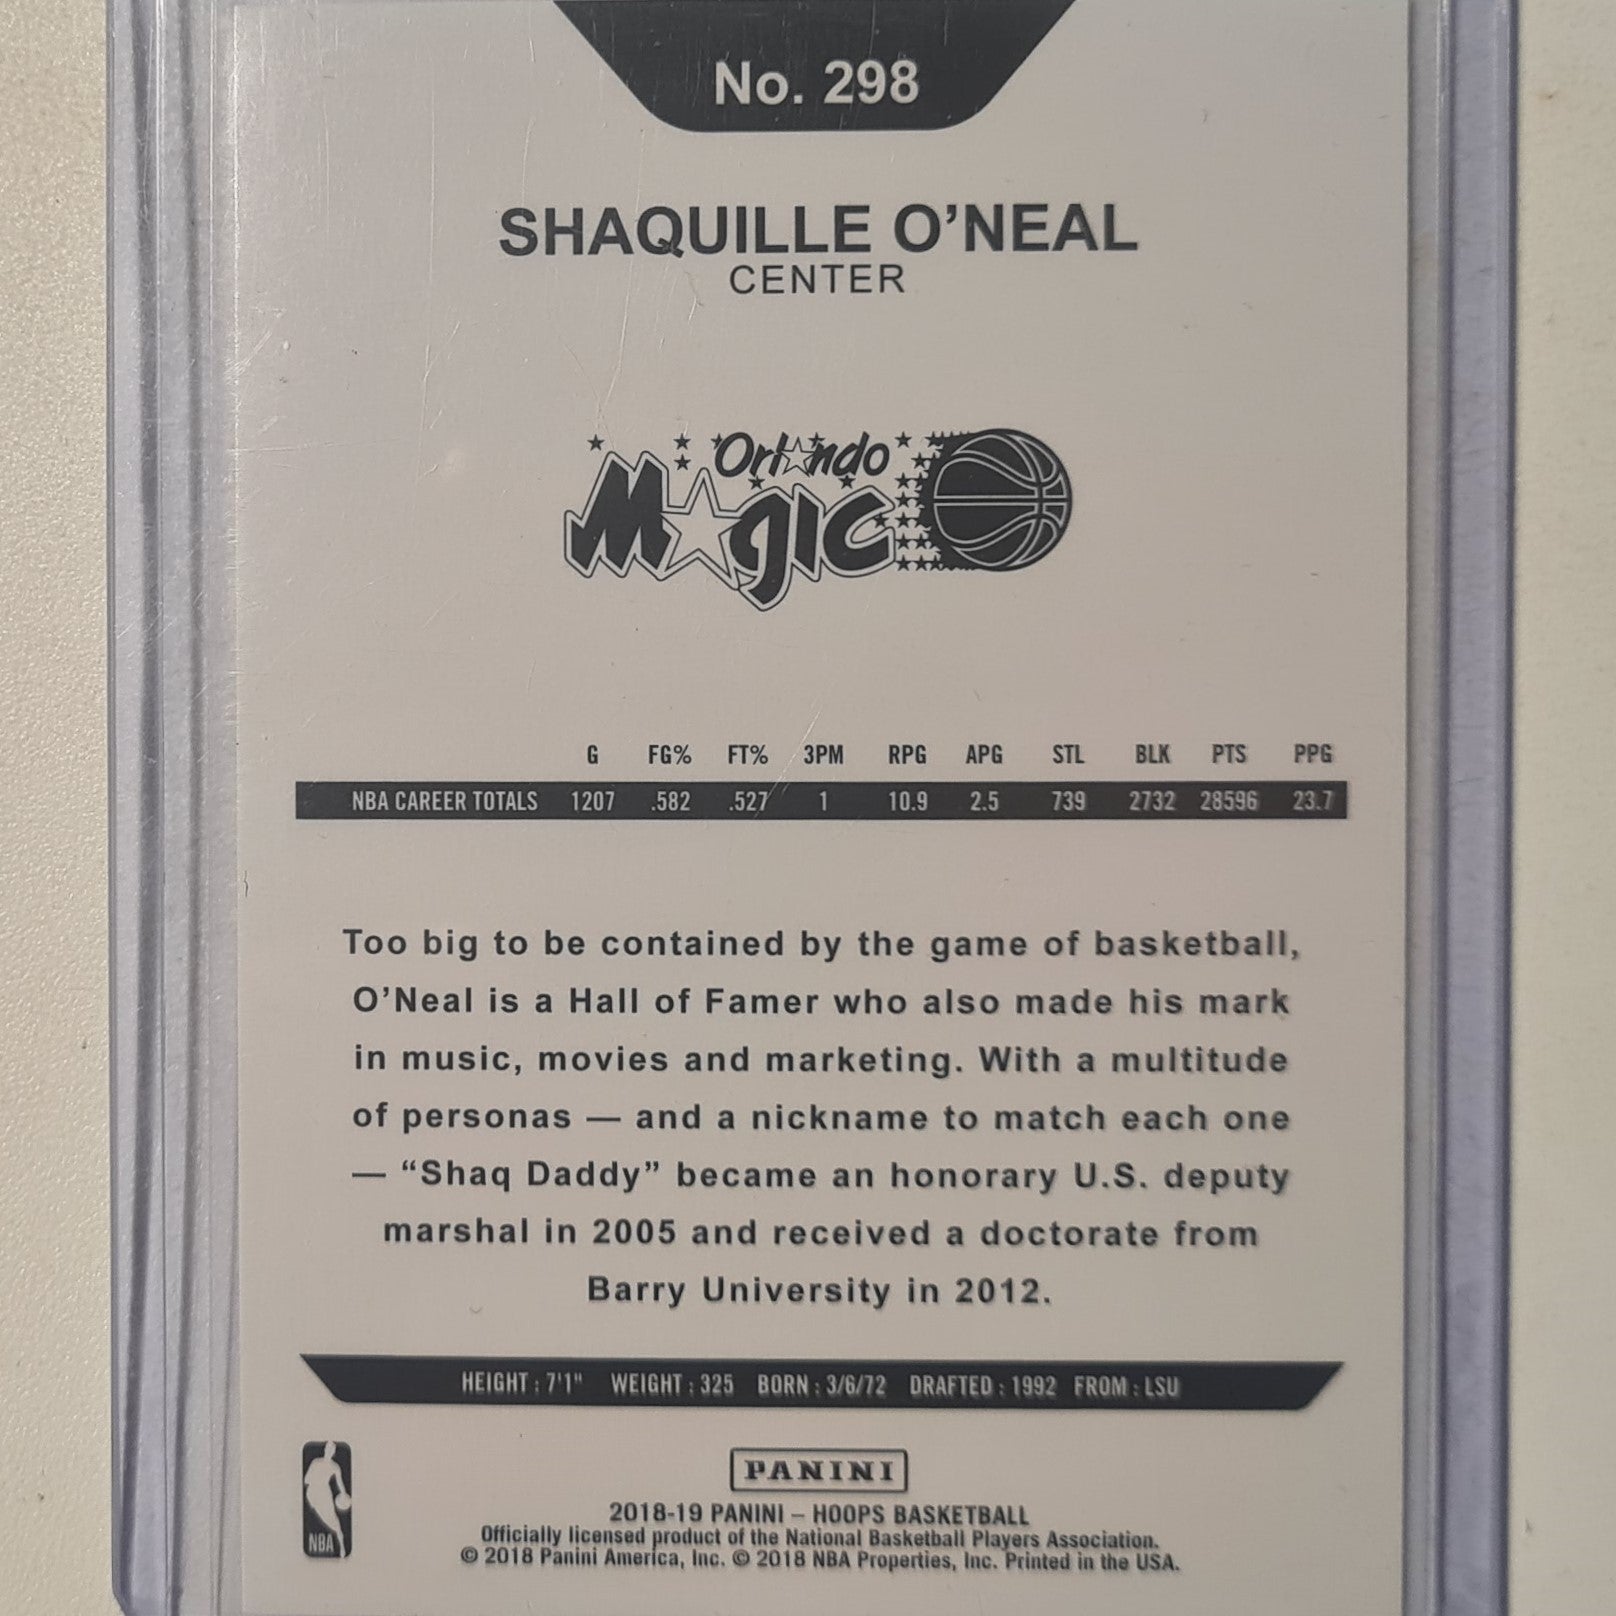 No. 298
SHAQUILLE O’NEAL
CENTER
Orlando
Magic
G FG% FT% 3PM RPG APG STL BLK PTS PPG
NBA CAREER TOTALS 1207 .582 .527 1 10.9 2.5 739 2732 28596 23.7
Too big to be contained by the game of basketball,
O’Neal is a Hall of Famer who also made his mark
in music, movies and marketing. With a multitude
of personas — and a nickname to match each one
— “Shaq Daddy” became an honorary U.S. deputy
marshal in 2005 and received a doctorate from
Barry University in 2012.
HEIGHT : 7'1" WEIGHT : 325 BORN : 3/6/72 DRAFTED : 1992 FROM : LSU
NBA
PANINI
2018-19 PANINI – HOOPS BASKETBALL
Officially licensed product of the National Basketball Players Association.
© 2018 Panini America, Inc. © 2018 NBA Properties, Inc. Printed in the USA.